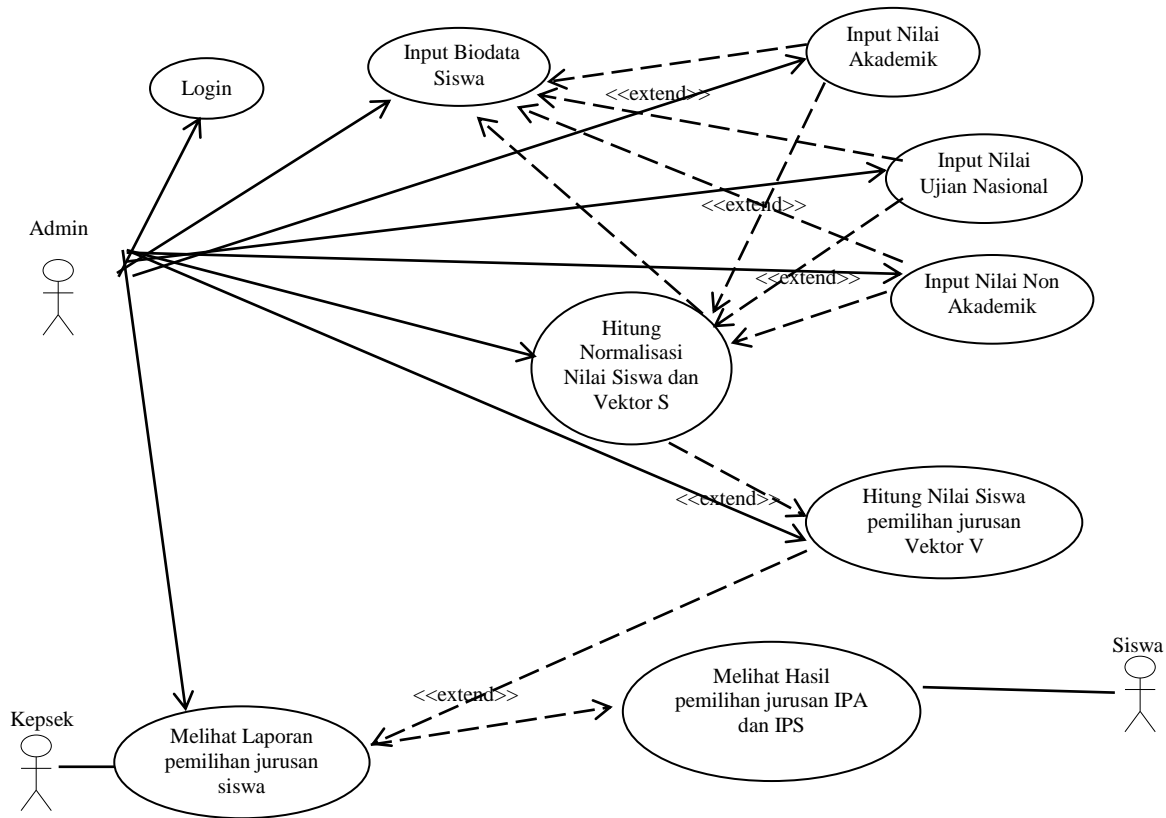 Input Biodata
Siswa
Input Nilai
Akademik
Login
<<extend>>
Input Nilai
Ujian Nasional
<<extend>>
Admin
<<extend>>
Input Nilai Non
Akademik
Hitung
Normalisasi
Nilai Siswa dan
Vektor S
<<extend>>
Hitung Nilai Siswa
pemilihan jurusan
Vektor V
Siswa
<<extend>>
Melihat Hasil
pemilihan jurusan IPA
dan IPS
Kepsek
Melihat Laporan
pemilihan jurusan
siswa